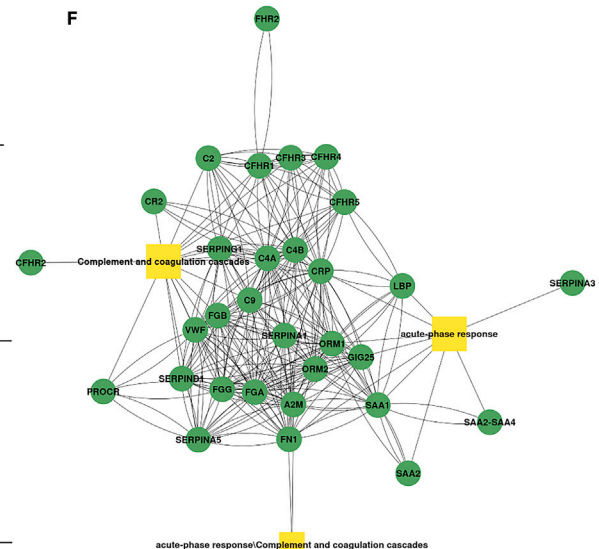 F
FHR2
C2
CFHR1
CFHR3
CFHR4
CR2
CFHR5
SERPING1
C4B
C4A
CFHR2
Complement and coagulation cascades
CRP
LBP
SERPINA3
C9
FGB
VWF
SERPINA1
acute-phase response
ORM1
GIG25
ORM2
SERPIND1
PROCR
FGG
FGA
A2M
SAA1
SAA2-SAA4
SERPINA5
FN1
SAA2
acute-phase response\Complement and coagulation cascades